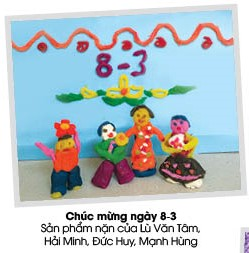 8-3
Chúc mừng ngày 8-3
Sản phẩm nặn của Lù Văn Tâm,
Hải Minh, Đức Huy, Mạnh Hùng